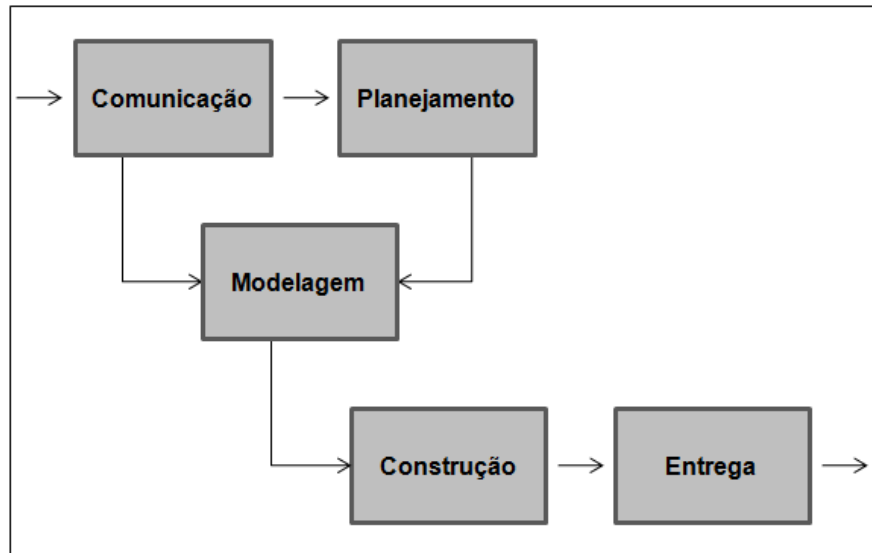 Comunicação
Planejamento
Modelagem
Construção
Entrega